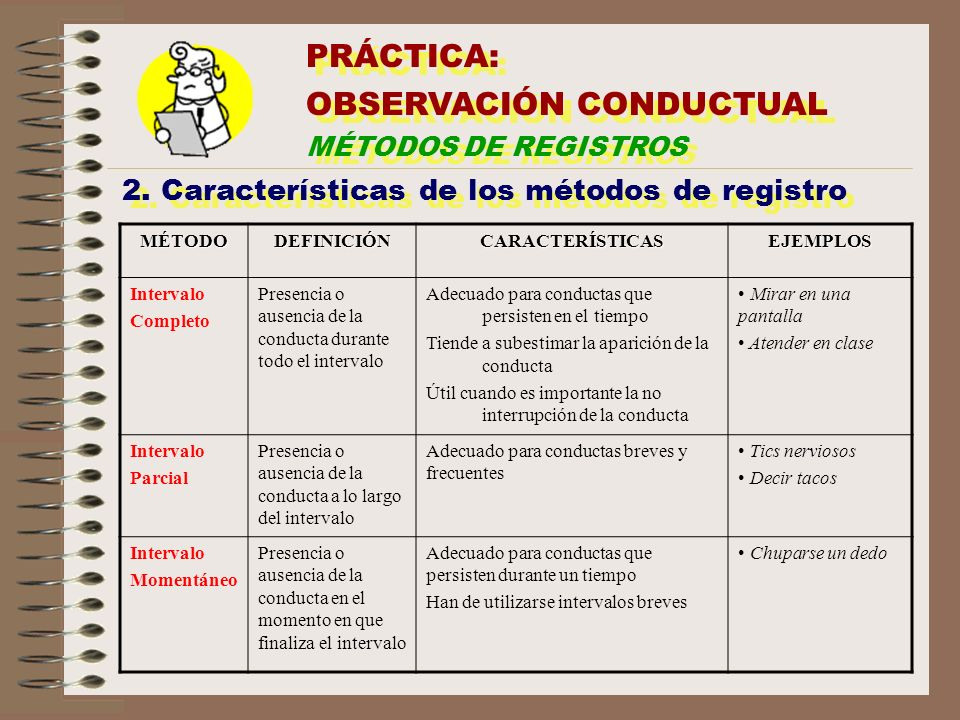 PRÁCTICA:
OBSERVACIÓN CONDUCTUAL
MÉTODOS DE REGISTROS
2. Características de los métodos de registro
MÉTODO DEFINICIÓN CARACTERÍSTICAS EJEMPLOS
Intervalo
Completo
Presencia o
ausencia de la
conducta durante
todo el intervalo
Adecuado para conductas que
persisten en el tiempo
Tiende a subestimar la aparición de la
conducta
Útil cuando es importante la no
interrupción de la conducta
• Mirar en una
pantalla
• Atender en clase
Intervalo
Parcial
Presencia o
ausencia de la
conducta a lo largo
del intervalo
Adecuado para conductas breves y
frecuentes
• Tics nerviosos
• Decir tacos
Intervalo
Momentáneo
Presencia o
ausencia de la
conducta en el
momento en que
finaliza el intervalo
Adecuado para conductas que
persisten durante un tiempo
Han de utilizarse intervalos breves
• Chuparse un dedo